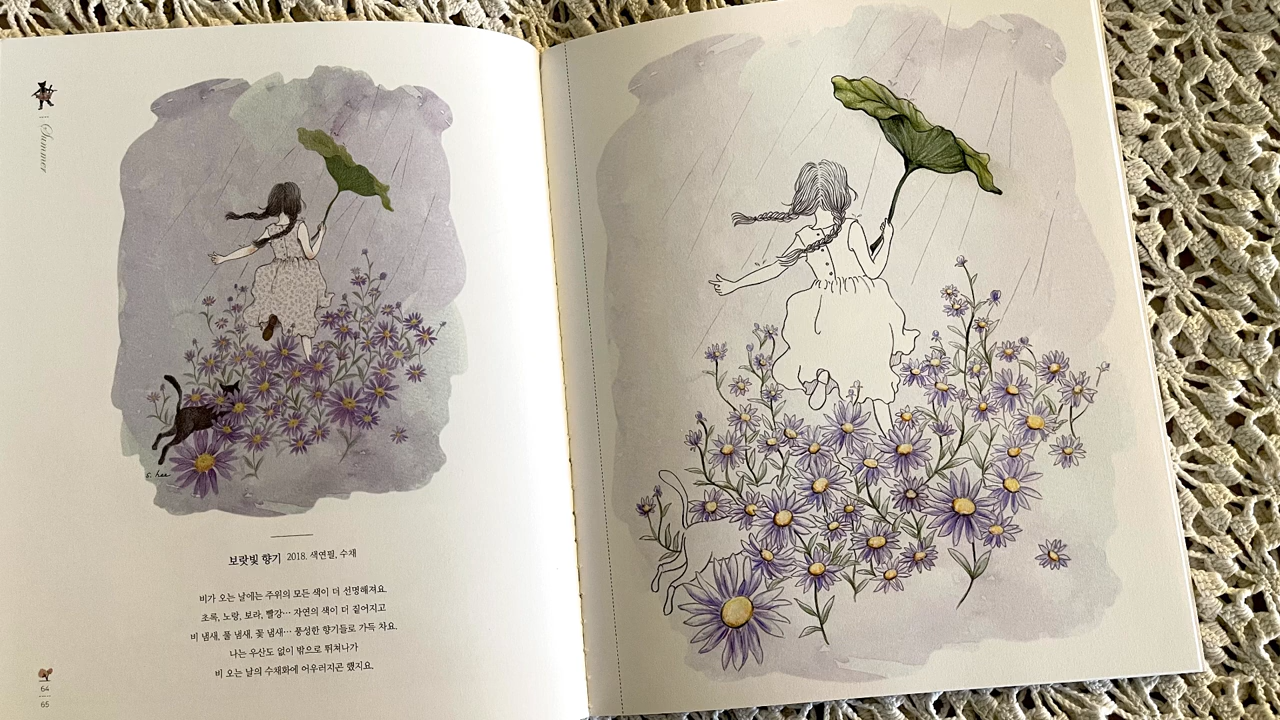 Summer
s. hee
보랏빛 향기 2018. 색연필, 수채
비가 오는 날에는 주위의 모든 색이 더 선명해져요.
초록, 노랑, 보라, 빨강… 자연의 색이 더 짙어지고
비 냄새, 풀 냄새, 꽃 냄새… 풍성한 향기들로 가득 차요.
나는 우산도 없이 밖으로 뛰쳐나가
비 오는 날의 수채화에 어우러지곤 했지요.
64
65